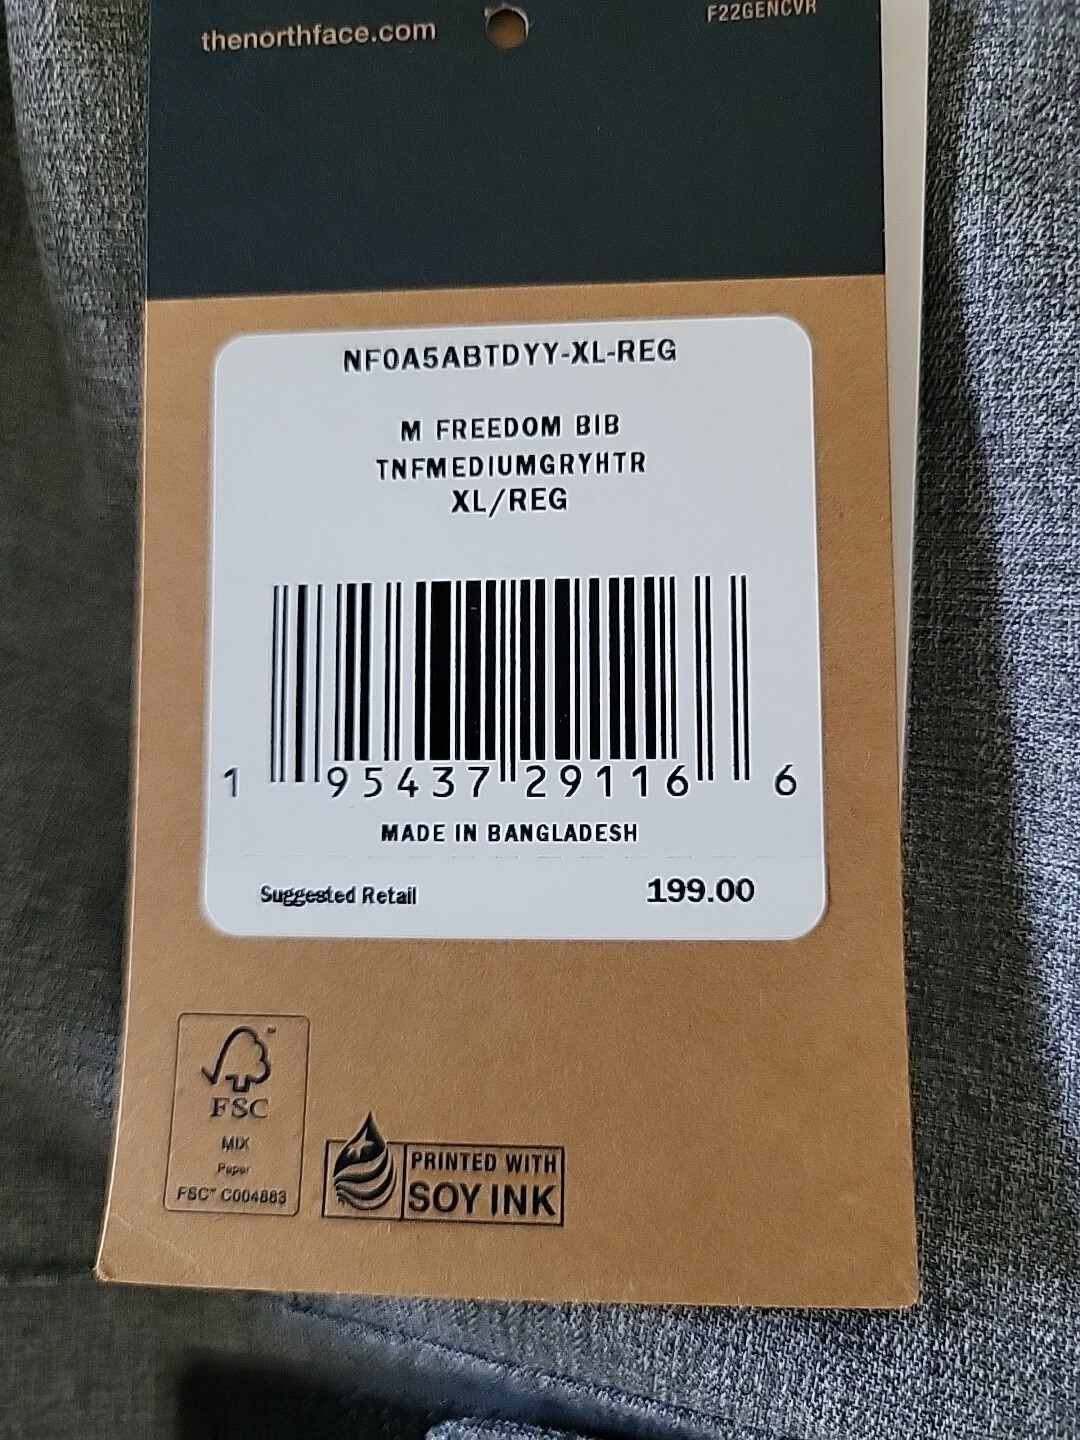 thenorthface.com
F22GENCVR
NF0A5ABTDYY-XL-REG
M FREEDOM BIB
TNFMEDIUMGRYHTR
XL/REG
1 95437 29116 6
MADE IN BANGLADESH
Suggested Retail 199.00
FSC
MIX
Paper
FSC™ C004883
PRINTED WITH
SOY INK